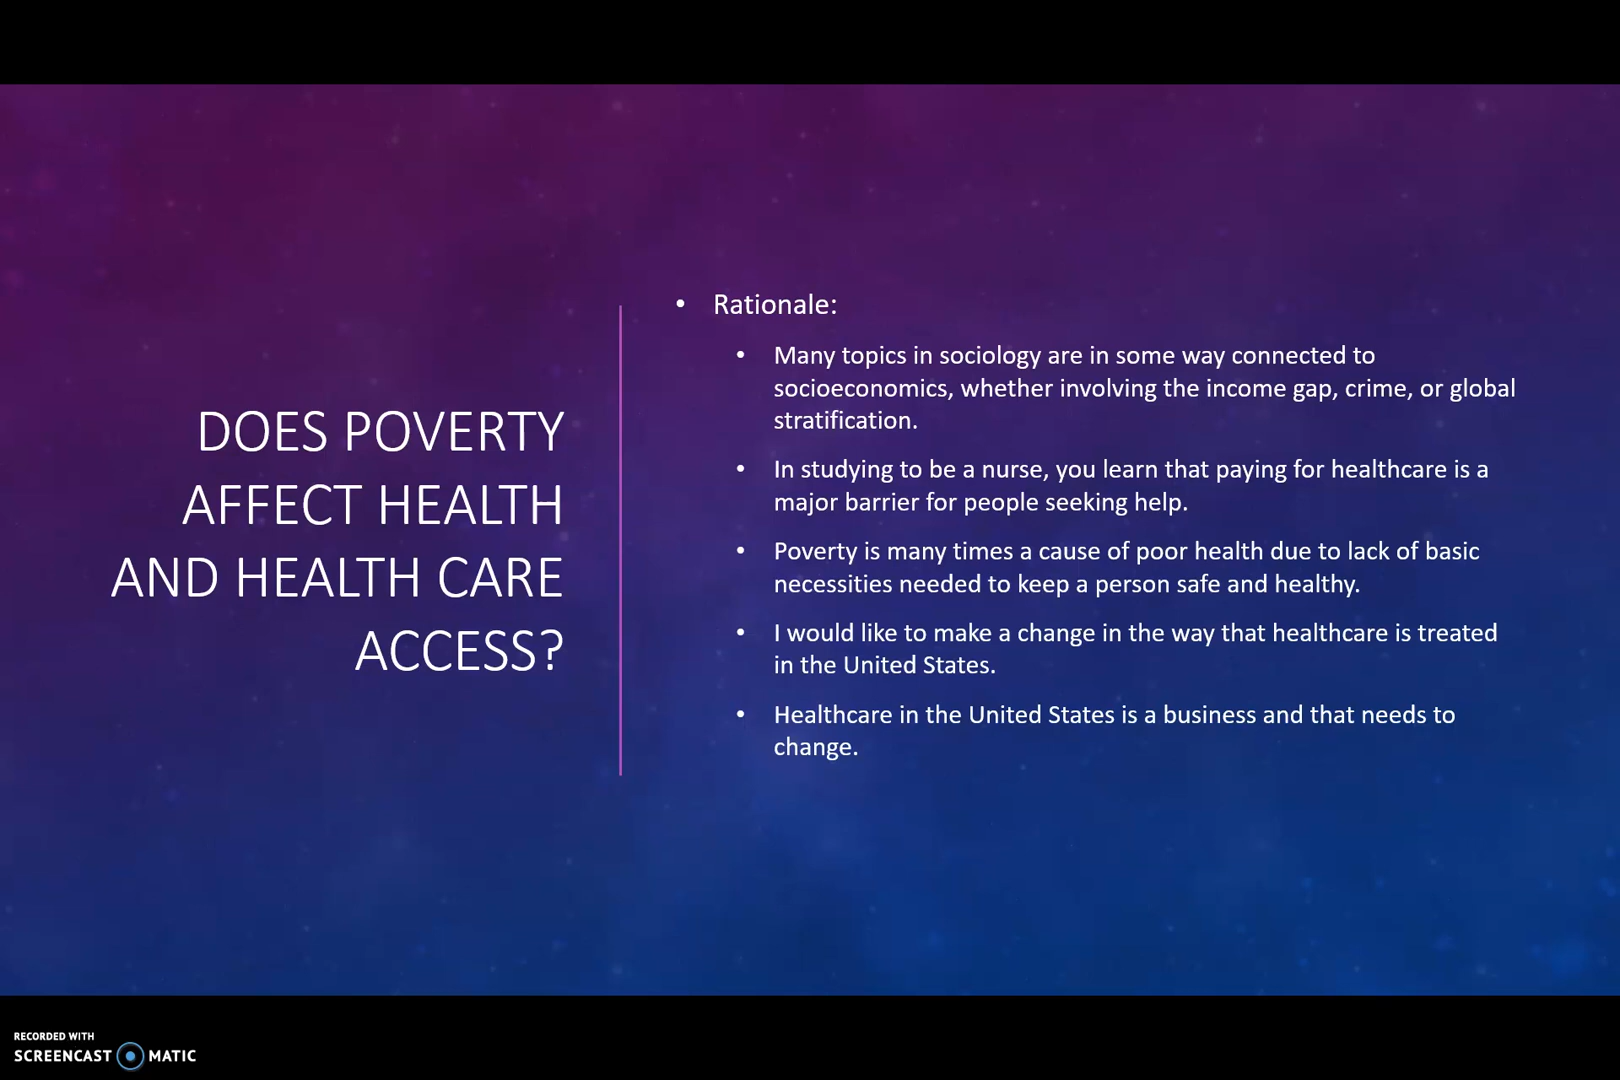 DOES POVERTY
AFFECT HEALTH
AND HEALTH CARE
ACCESS?
• Rationale:
• Many topics in sociology are in some way connected to
socioeconomics, whether involving the income gap, crime, or global
stratification.
• In studying to be a nurse, you learn that paying for healthcare is a
major barrier for people seeking help.
• Poverty is many times a cause of poor health due to lack of basic
necessities needed to keep a person safe and healthy.
• I would like to make a change in the way that healthcare is treated
in the United States.
• Healthcare in the United States is a business and that needs to
change.
RECORDED WITH
SCREENCAST MATIC